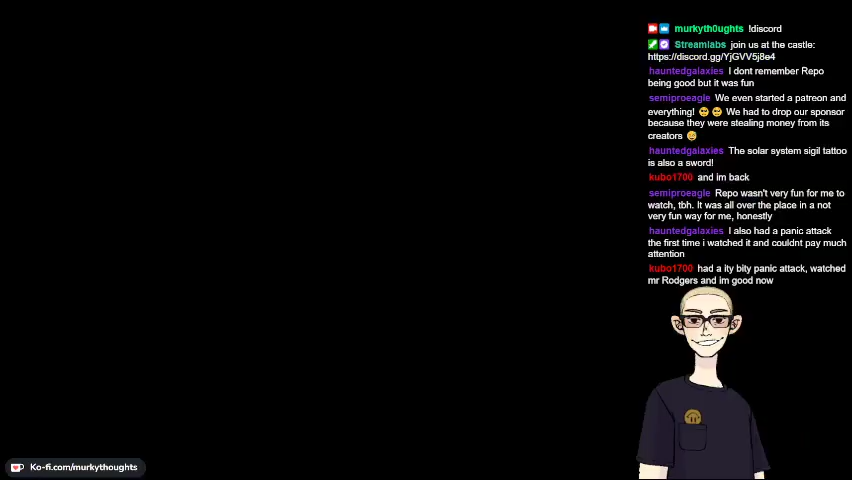 murkyth0ughts !discord
Streamlabs join us at the castle:
https://discord.gg/YjGVV5j8e4
hauntedgalaxies I dont remember Repo
being good but it was fun
semiproeagle We even started a patreon and
everything! We had to drop our sponsor
because they were stealing money from its
creators
hauntedgalaxies The solar system sigil tattoo
is also a sword!
kubo1700 and im back
semiproeagle Repo wasn't very fun for me to
watch, tbh. It was all over the place in a not
very fun way for me, honestly
hauntedgalaxies I also had a panic attack
the first time i watched it and couldnt pay much
attention
kubo1700 had a ity bity panic attack, watched
mr Rodgers and im good now
Ko-fi.com/murkythoughts